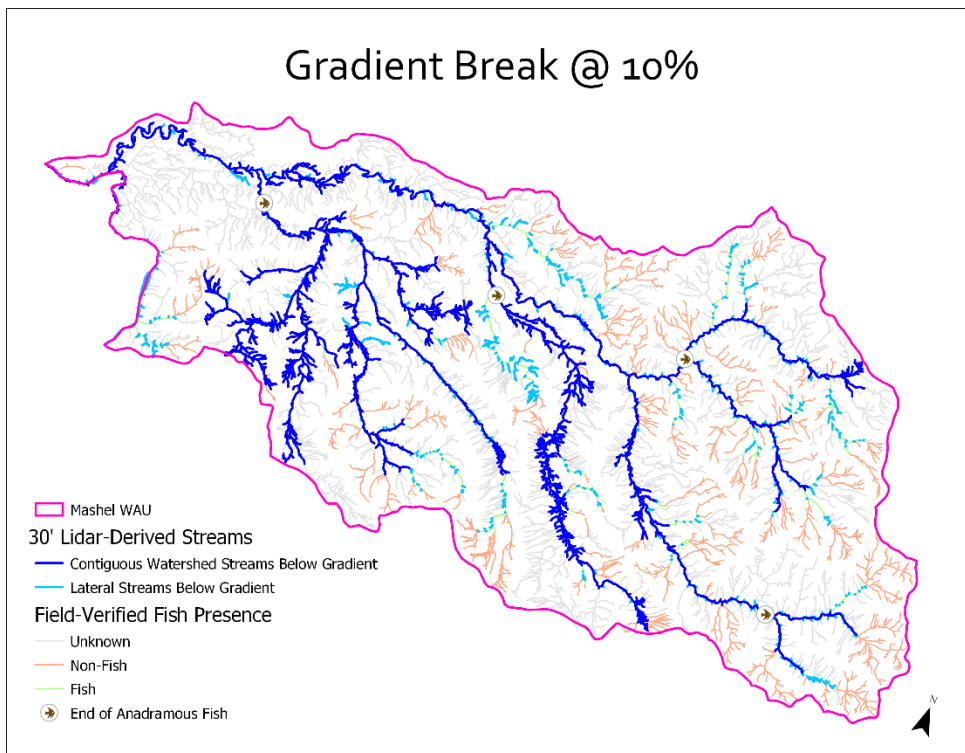 Gradient Break @ 10%
Mashel WAU
30' Lidar-Derived Streams
Contiguous Watershed Streams Below Gradient
Lateral Streams Below Gradient
Field-Verified Fish Presence
Unknown
Non-Fish
Fish
End of Anadramous Fish
N